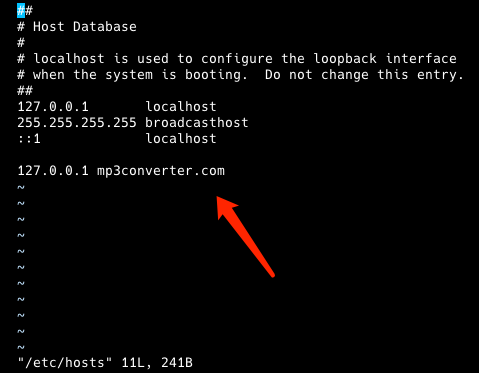 ##
# Host Database
#
# localhost is used to configure the loopback interface
# when the system is booting.  Do not change this entry.
##
127.0.0.1       localhost
255.255.255.255 broadcasthost
::1             localhost

127.0.0.1 mp3converter.com
~
~
~
~
~
~
~
~
~
~
~
"/etc/hosts" 11L, 241B